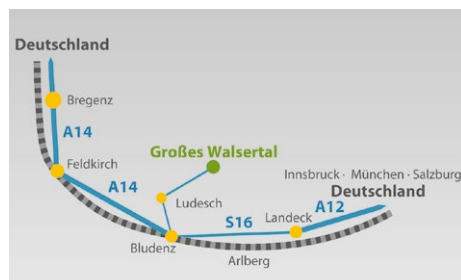 Deutschland
Bregenz
A14
Feldkirch
Großes Walsertal
A14
Ludesch
Bludenz
S16
Arlberg
Landeck
A12
Innsbruck · München · Salzburg
Deutschland